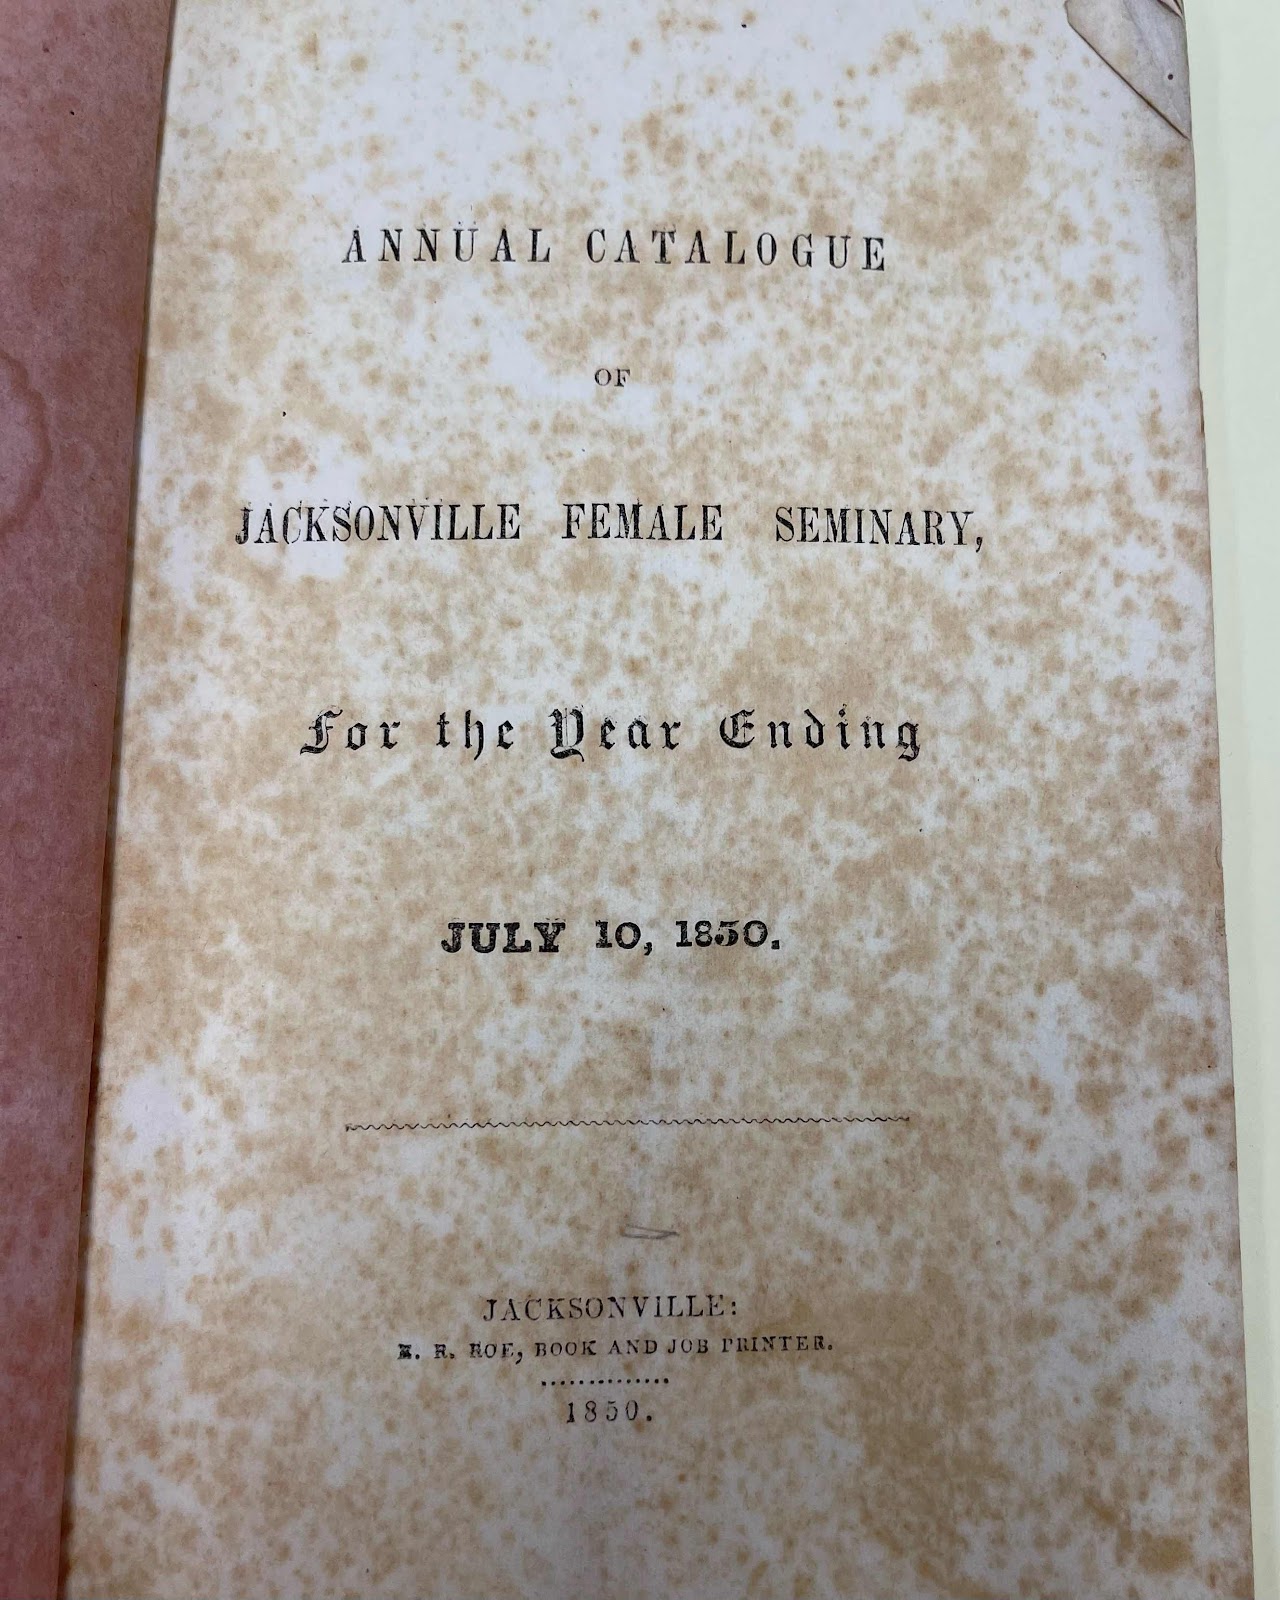 ANNUAL CATALOGUE
OF
JACKSONVILLE FEMALE SEMINARY,
For the Year Ending
JULY 10, 1850.
JACKSONVILLE:
E. R. ROE, BOOK AND JOB PRINTER.
1850.